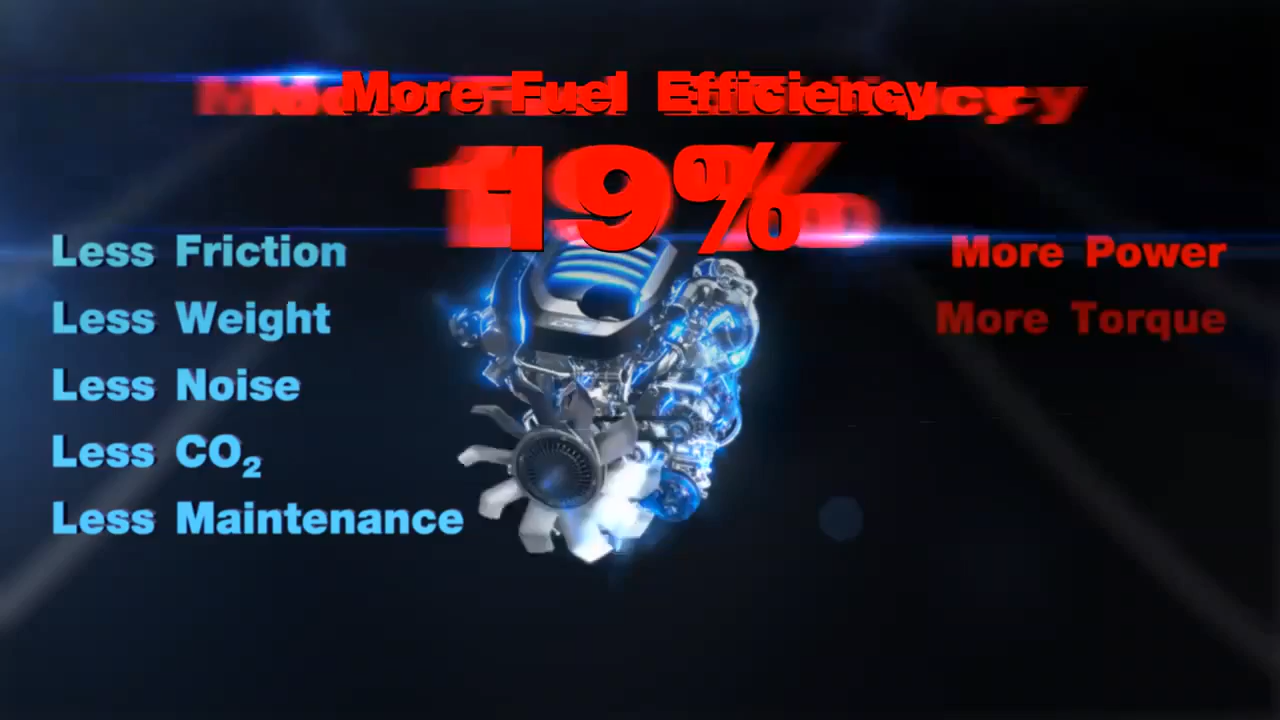 More Fuel Efficiency
19%
Less Friction
Less Weight
Less Noise
Less CO₂
Less Maintenance
More Power
More Torque